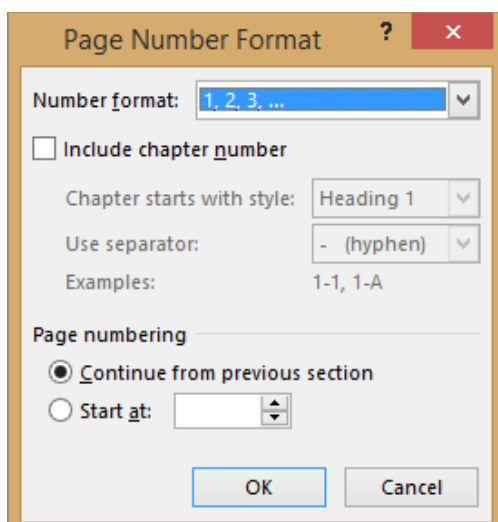 Page Number Format ? ×
Number format: 1, 2, 3, ...
Include chapter number
Chapter starts with style: Heading 1
Use separator: - (hyphen)
Examples: 1-1, 1-A
Page numbering
Continue from previous section
Start at:
OK Cancel